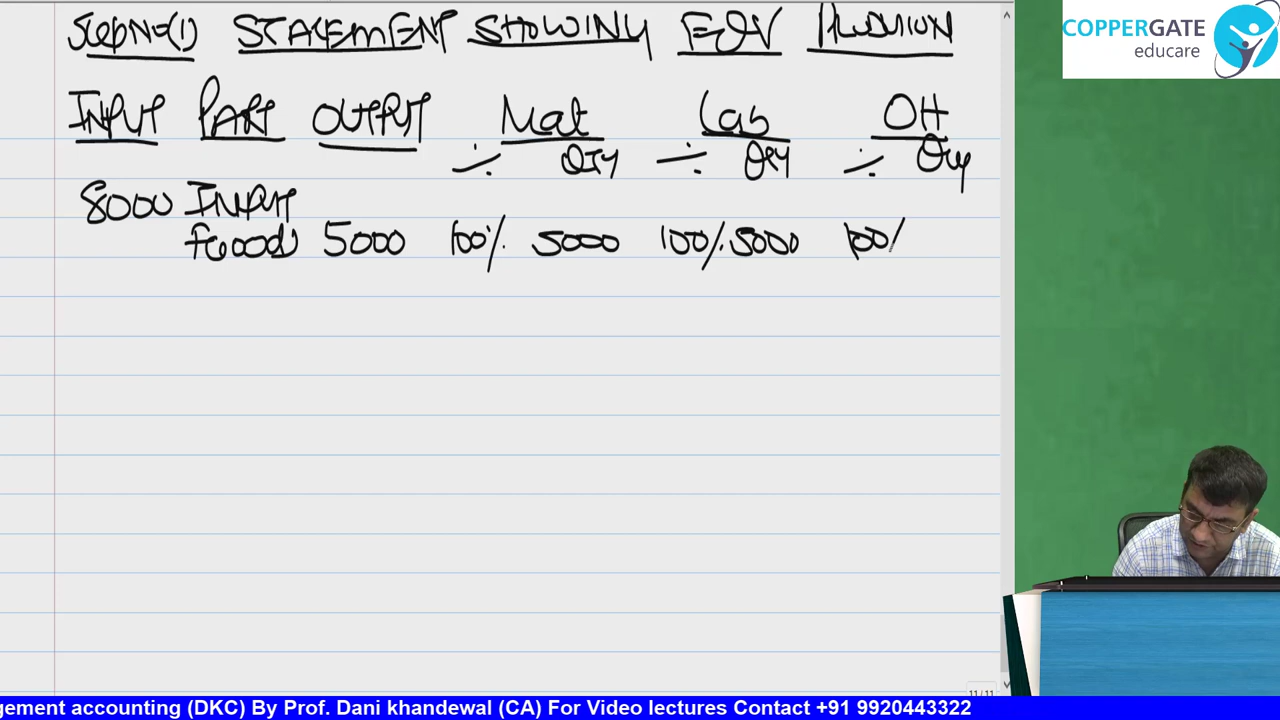 Step No(1) STATEMENT SHOWING EQV PRODUCTION
INPUT PART OUTPUT Mat Lab OH
÷ QTY ÷ QTY ÷ Qty
8000 INPUT
F(Good) 5000 100% 5000 100% 5000 100%
COPPERGATE
educare
11/11
gement accounting (DKC) By Prof. Dani khandewal (CA) For Video lectures Contact +91 9920443322